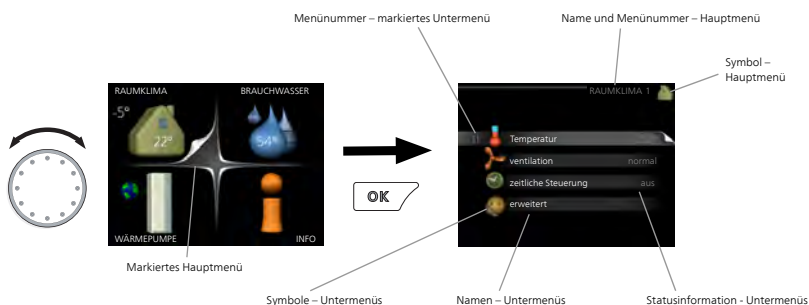 Menünummer – markiertes Untermenü
Name und Menünummer – Hauptmenü
Symbol –
Hauptmenü
RAUMKLIMA
BRAUCHWASSER
-5°
22°
54°
WÄRMEPUMPE
INFO
Markiertes Hauptmenü
OK
RAUMKLIMA 1
Temperatur
ventilation
normal
zeitliche Steuerung
aus
erweitert
Symbole – Untermenüs
Namen – Untermenüs
Statusinformation - Untermenüs